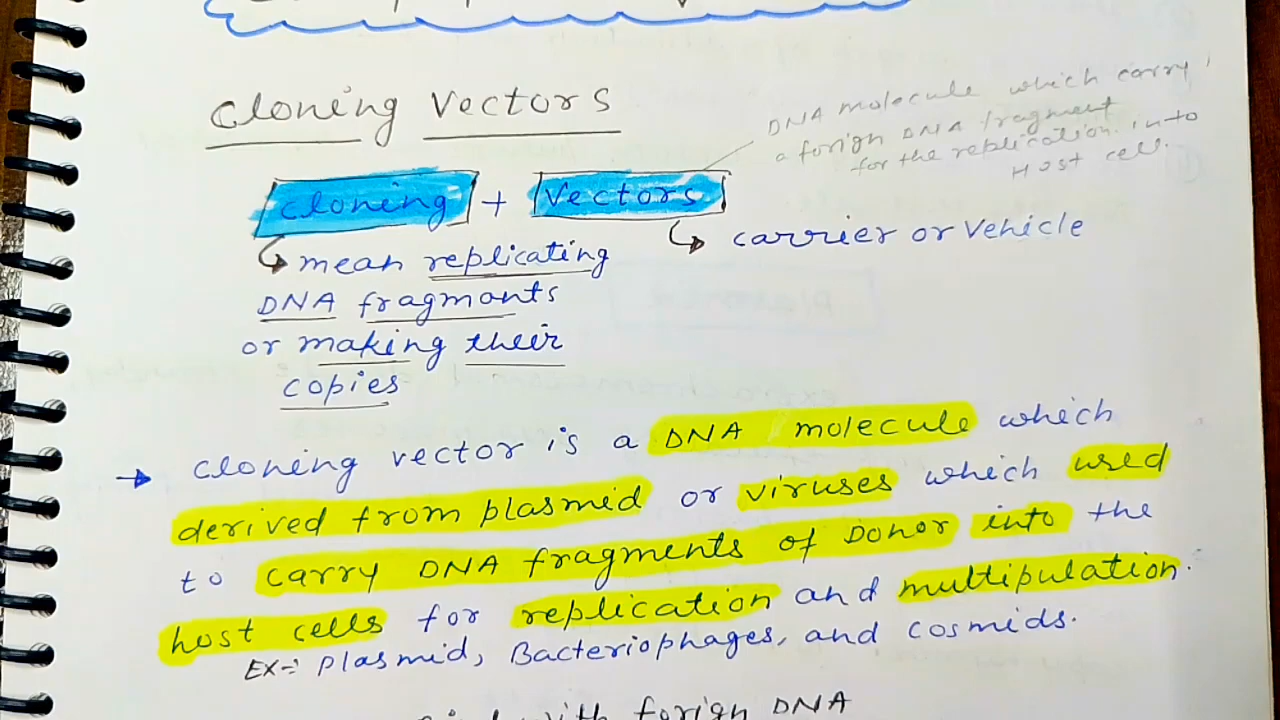 Cloning Vectors
DNA molecule which carry
a forign DNA fragment
for the replication into
Host cell.
Cloning + Vectors
carrier or Vehicle
mean replicating
DNA fragmants
or making their
copies
→ Cloning vector is a DNA molecule which
derived from plasmid or viruses which used
to carry DNA fragments of Donor into the
host cells for replication and multipulation.
EX-: Plasmid, Bacteriophages, and cosmids.
with forign DNA